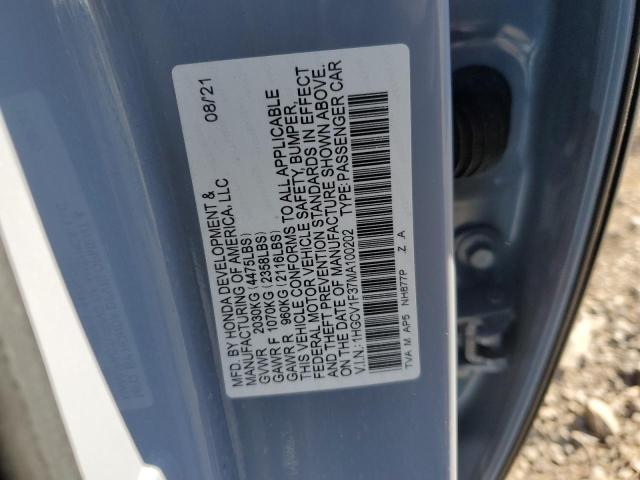 MFD. BY HONDA DEVELOPMENT & 08/21
MANUFACTURING OF AMERICA, LLC
GVWR 2030KG (4475LBS)
GAWR F 1070KG (2358LBS)
GAWR R 960KG (2116LBS)
THIS VEHICLE CONFORMS TO ALL APPLICABLE
FEDERAL MOTOR VEHICLE SAFETY, BUMPER,
AND THEFT PREVENTION STANDARDS IN EFFECT
ON THE DATE OF MANUFACTURE SHOWN ABOVE.
V.I.N.: 1HGCV1F37MA100202 TYPE: PASSENGER CAR
TVA M AP5 NH877P Z A